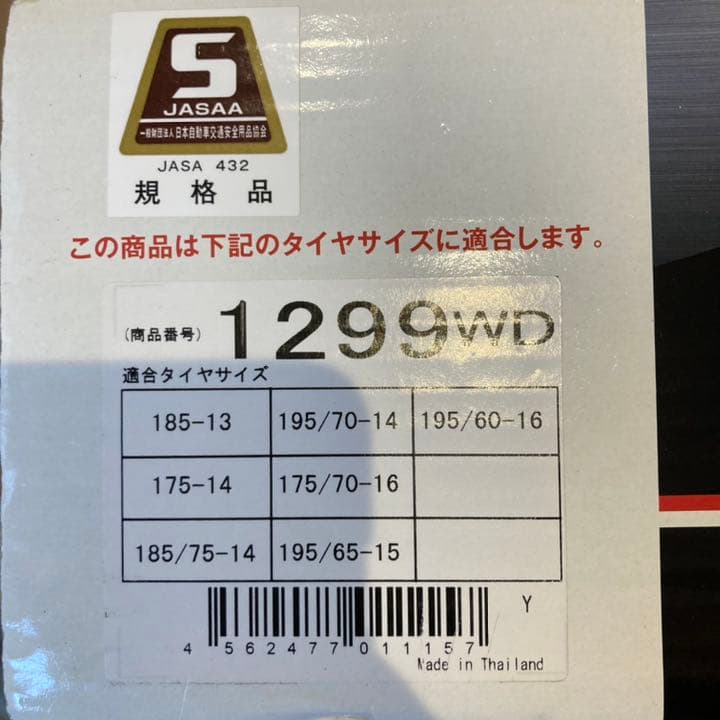 S
JASAA
一般財団法人 日本自動車交通安全用品協会
JASA 432
規格品
この商品は下記のタイヤサイズに適合します。
(商品番号) 1299WD
適合タイヤサイズ
185-13 195/70-14 195/60-16
175-14 175/70-16
185/75-14 195/65-15
Y
4 562477 011157
Made in Thailand